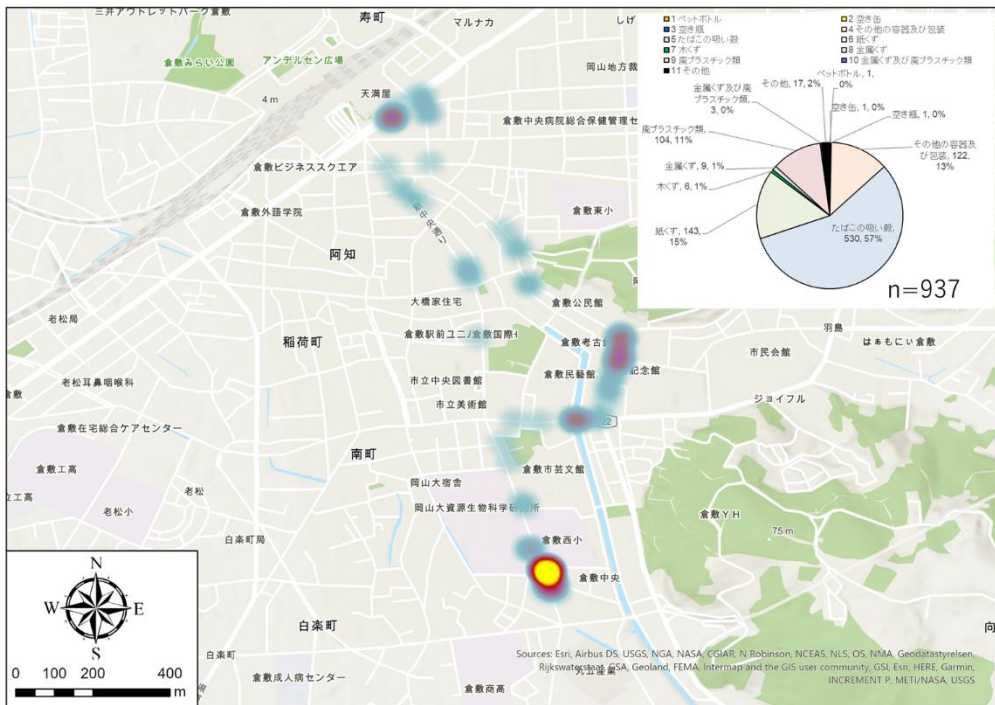 三井アウトレットパーク倉敷
寿町
マルナカ
しげ
倉敷みらい公園
アンデルセン広場
岡山地方裁
4 m
天満屋
倉敷中央病院総合保健管理セ
倉敷ビジネススクエア
倉敷外語学院
倉敷東小
阿知
中央通り
大橋家住宅
倉敷公民館
老松局
稲荷町
倉敷駅前ユニ/倉敷国際
倉敷考古
羽島
市民会館
はぁもにぃ倉敷
老松耳鼻咽喉科
市立中央図書館
倉敷民藝館
記念館
市立美術館
ジョイフル
倉敷在宅総合ケアセンター
22
南町
倉敷工高
倉敷市芸文館
岡山大宿舎
老松
立工高
岡山大資源生物科学研究所
老松小
倉敷YH
75 m
白楽町局
倉敷西小
倉敷中央
白楽町
向
白楽町
倉敷成人病センター
倉敷商高
1 ペットボトル
2 空き缶
3 空き瓶
4 その他の容器及び包装
5 たばこの吸い殻
6 紙くず
7 木くず
8 金属くず
9 廃プラスチック類
10 金属くず及び廃プラスチック類
11 その他
金属くず及び廃
プラスチック類,
3, 0%
その他, 17, 2%
ペットボトル, 1,
0%
空き缶, 1, 0%
空き瓶, 1, 0%
廃プラスチック類,
104, 11%
その他の容器及
び包装, 122,
13%
金属くず, 9, 1%
木くず, 6, 1%
紙くず, 143,
15%
たばこの吸い殻,
530, 57%
n=937
N
W
E
S
0 100 200 400
m
Sources: Esri, Airbus DS, USGS, NGA, NASA, CGIAR, N Robinson, NCEAS, NLS, OS, NMA, Geodatastyrelsen,
Rijkswaterstaat, GSA, Geoland, FEMA, Intermap and the GIS user community, GSI, Esri, HERE, Garmin,
INCREMENT P, METI/NASA, USGS